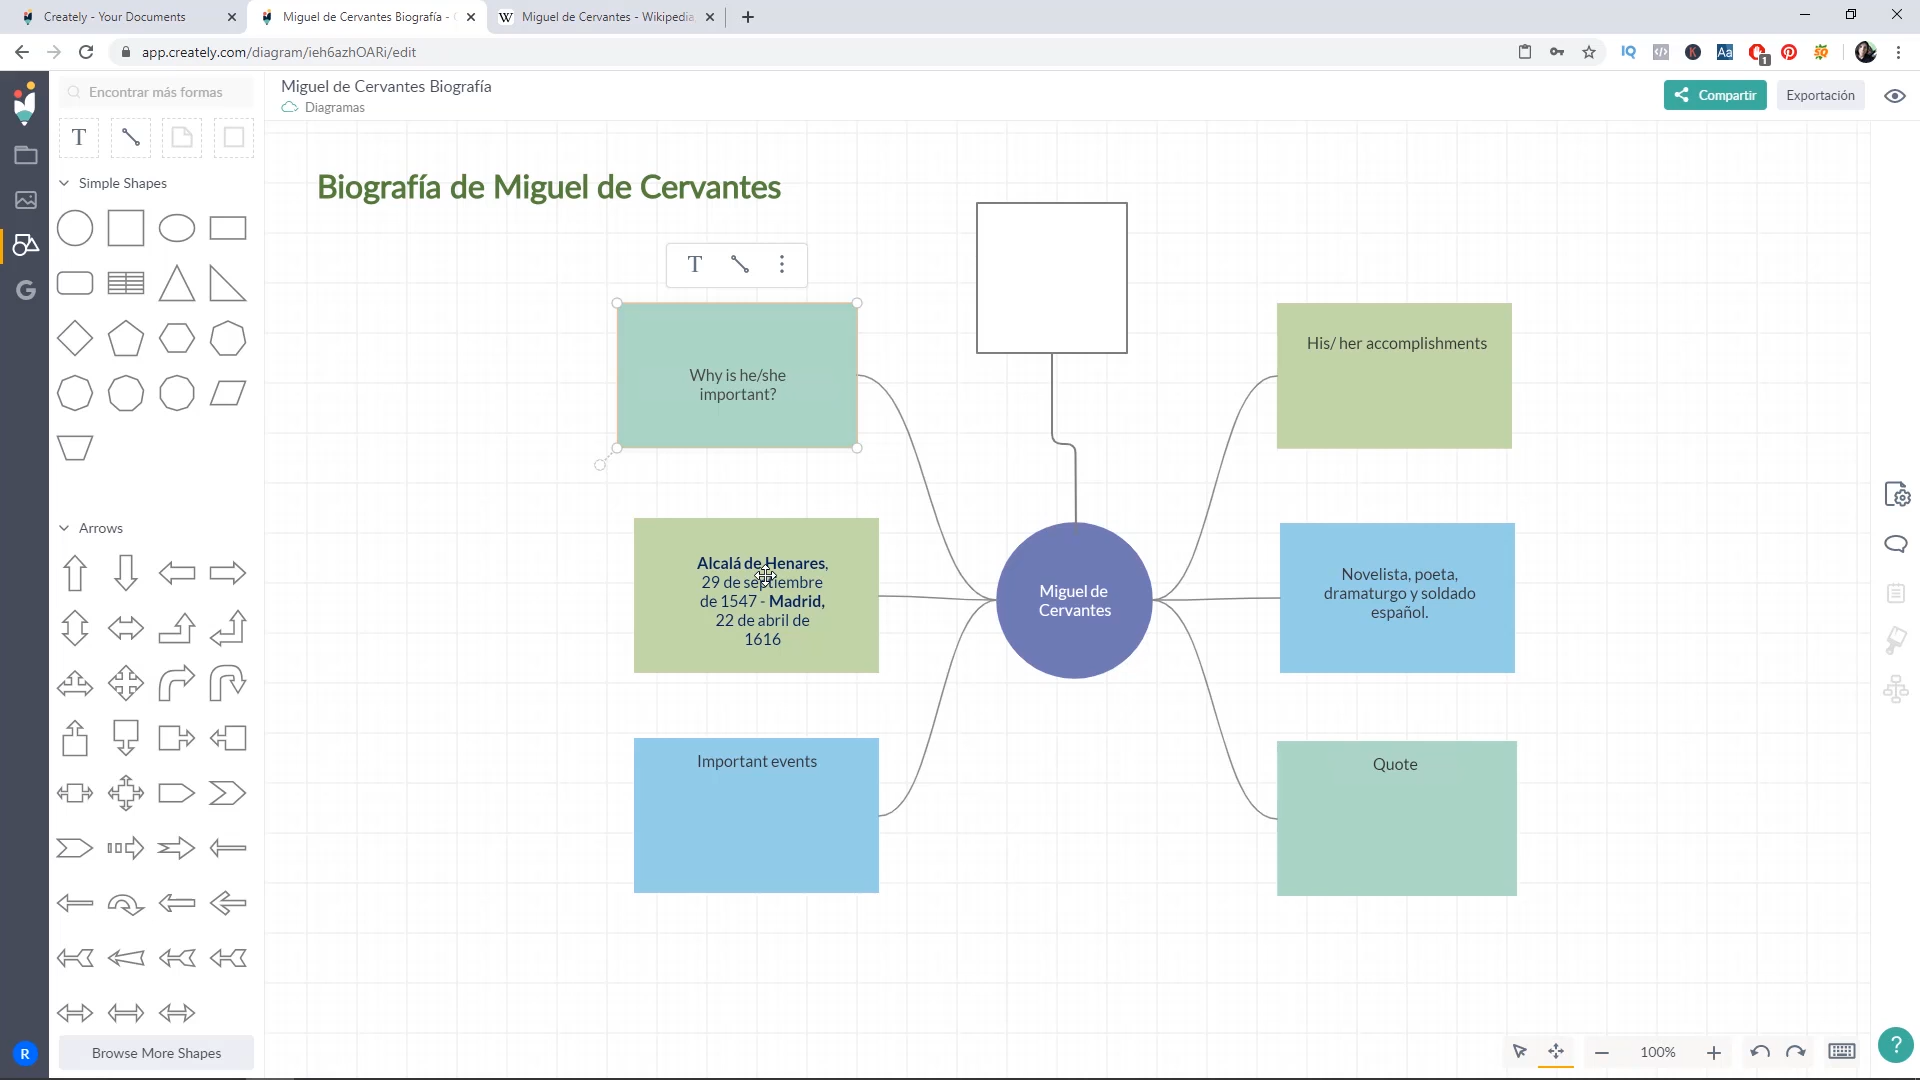 Creately - Your Documents
Miguel de Cervantes Biografía -
Miguel de Cervantes - Wikipedia
app.creately.com/diagram/ieh6azhOARi/edit
IQ
K
Aa
1
Encontrar más formas
Miguel de Cervantes Biografía
Diagramas
Compartir
Exportación
T
Simple Shapes
Biografía de Miguel de Cervantes
T
Why is he/she
important?
His/ her accomplishments
Arrows
Alcalá de Henares,
29 de septiembre
de 1547 - Madrid,
22 de abril de
1616
Miguel de
Cervantes
Novelista, poeta,
dramaturgo y soldado
español.
Important events
Quote
G
R
Browse More Shapes
100%
?